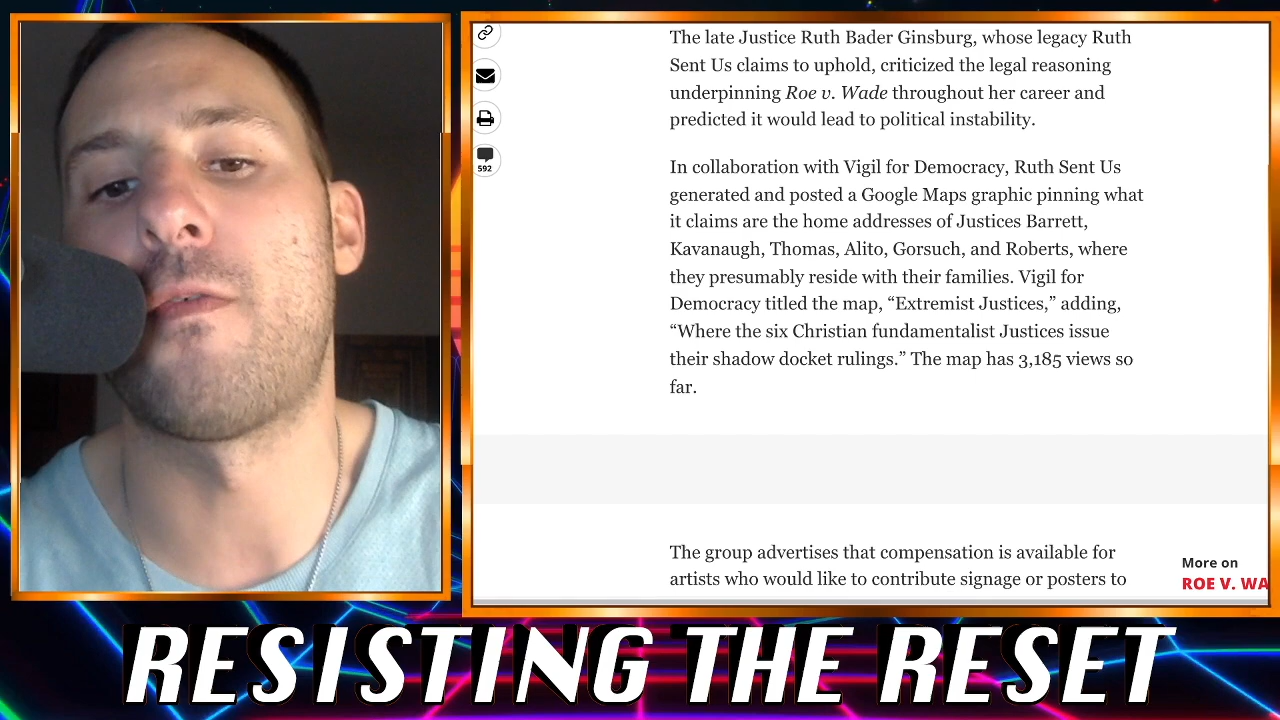 The late Justice Ruth Bader Ginsburg, whose legacy Ruth
Sent Us claims to uphold, criticized the legal reasoning
underpinning Roe v. Wade throughout her career and
predicted it would lead to political instability.
592
In collaboration with Vigil for Democracy, Ruth Sent Us
generated and posted a Google Maps graphic pinning what
it claims are the home addresses of Justices Barrett,
Kavanaugh, Thomas, Alito, Gorsuch, and Roberts, where
they presumably reside with their families. Vigil for
Democracy titled the map, “Extremist Justices,” adding,
“Where the six Christian fundamentalist Justices issue
their shadow docket rulings.” The map has 3,185 views so
far.
The group advertises that compensation is available for
artists who would like to contribute signage or posters to
More on
ROE V. WA
RESISTING THE RESET